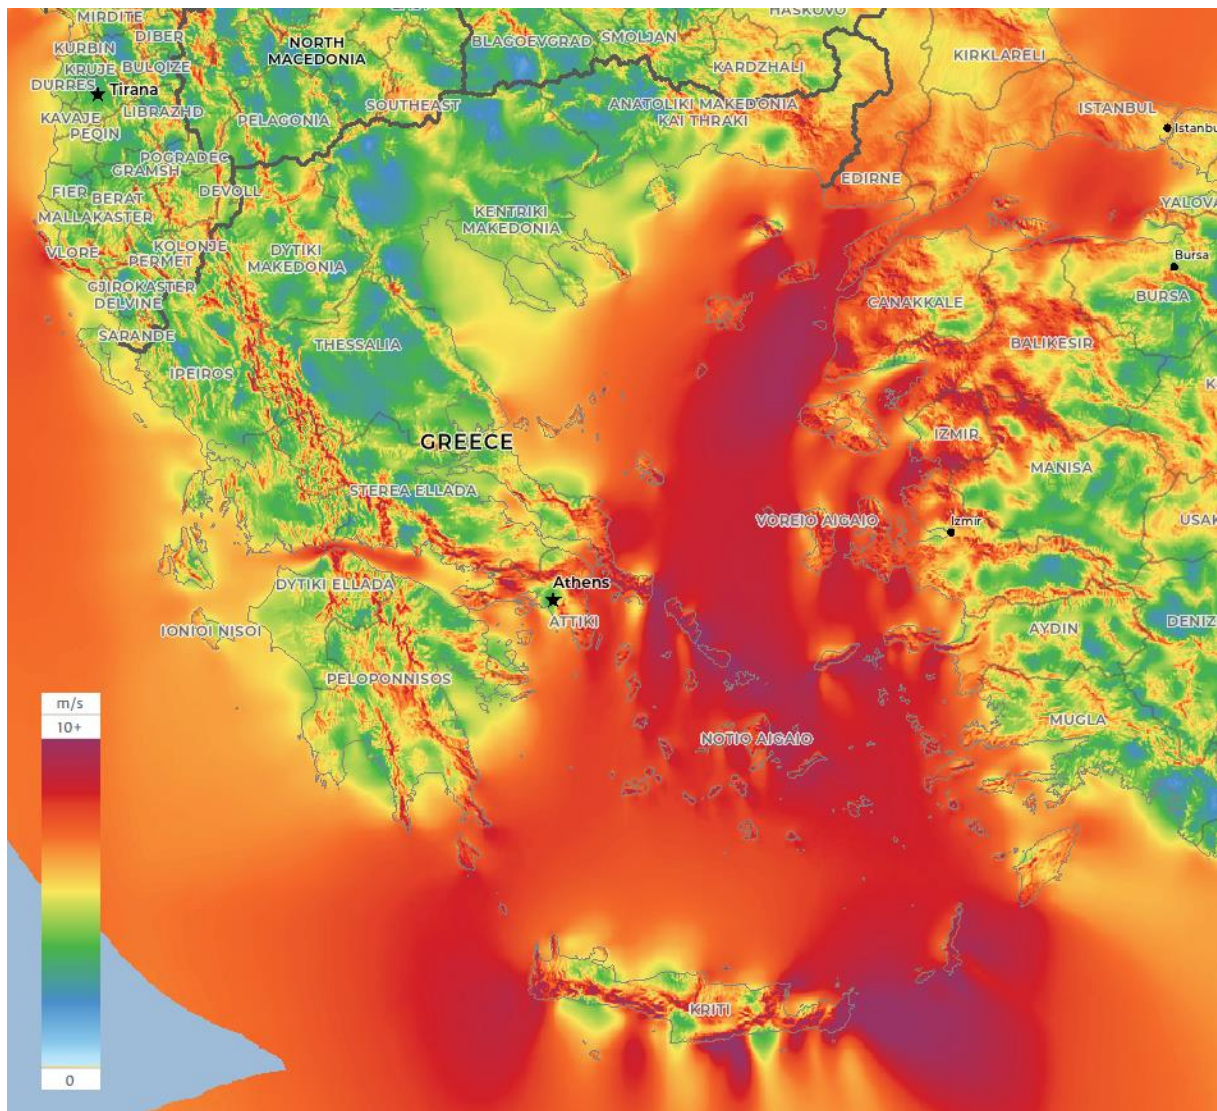 MIRDITE
DIBER
KURBIN
KRUJE
BULQIZE
DURRES
Tirana
KAVAJE
LIBRAZHD
PEQIN
NORTH
MACEDONIA
BLAGOEVGRAD
SMOLJAN
HASKOVO
KARDZHALI
KIRKLARELI
SOUTHEAST
PELAGONIA
ANATOLIKI MAKEDONIA
KAI THRAKI
ISTANBUL
Istanbu
POGRADEC
GRAMSH
FIER
BERAT
DEVOLL
MALLAKASTER
EDIRNE
YALOVA
KENTRIKI
MAKEDONIA
VLORE
KOLONJE
PERMET
DYTIKI
MAKEDONIA
Bursa
GJIROKASTER
DELVINE
BURSA
CANAKKALE
SARANDE
THESSALIA
BALIKESIR
IPEIROS
K
GREECE
IZMIR
MANISA
STEREA ELLADA
VOREIO AIGAIO
Izmir
USAK
DYTIKI ELLADA
Athens
ATTIKI
IONIOI NISOI
AYDIN
DENIZ
PELOPONNISOS
m/s
10+
MUGLA
NOTIO AIGAIO
KRITI
0